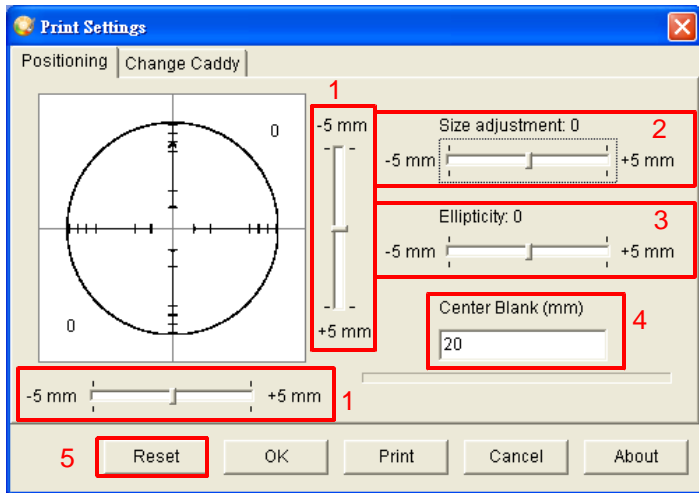 Print Settings
Positioning
Change Caddy
1
0
-5 mm
Size adjustment: 0
2
-5 mm
+5 mm
Ellipticity: 0
3
-5 mm
+5 mm
Center Blank (mm)
4
20
0
+5 mm
-5 mm
+5 mm
1
5
Reset
OK
Print
Cancel
About